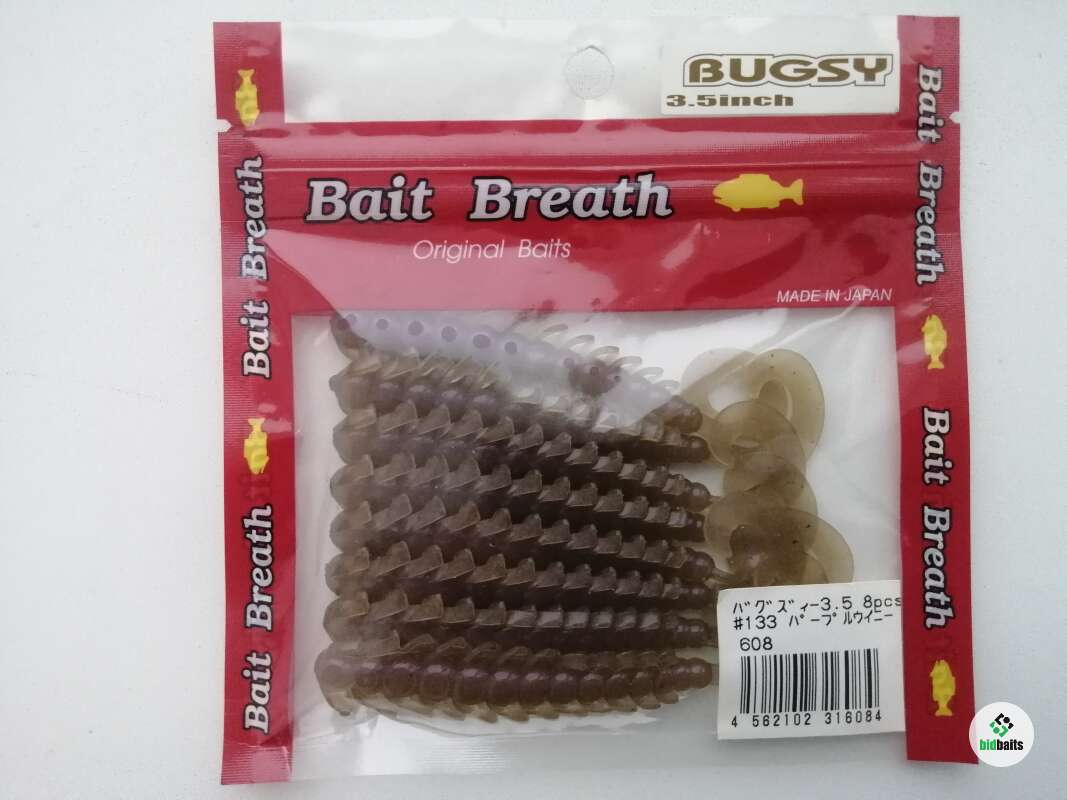 BUGSY
3.5inch
Bait Breath
Original Baits
MADE IN JAPAN
Bait Breath
Bait Breath
Bait Breath
Bait Breath
ﾊﾞｸﾞｽﾞｨｰ3.5 8pcs
#133 ﾊﾟｰﾌﾟﾙｳｲﾆｰ
608
4 562102 316084
bidbaits